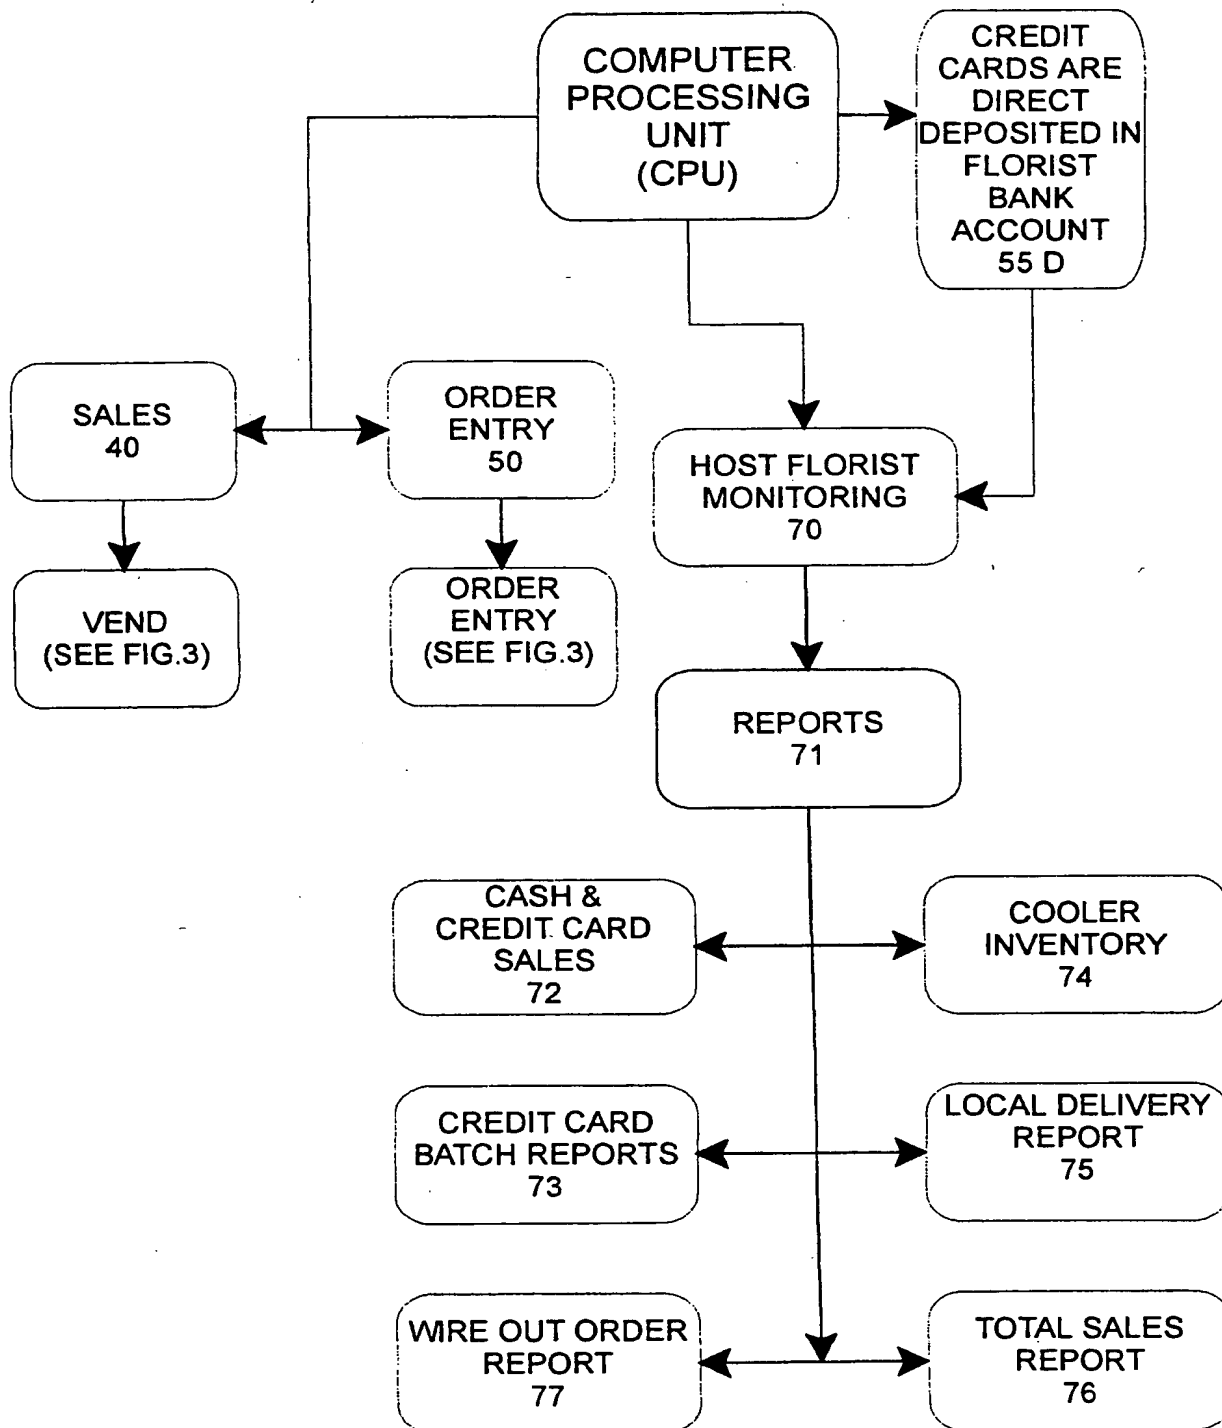 COMPUTER
PROCESSING
UNIT
(CPU)
CREDIT
CARDS ARE
DIRECT
DEPOSITED IN
FLORIST
BANK
ACCOUNT
55 D
SALES
40
ORDER
ENTRY
50
HOST FLORIST
MONITORING
70
VEND
(SEE FIG.3)
ORDER
ENTRY
(SEE FIG.3)
REPORTS
71
CASH &
CREDIT CARD
SALES
72
COOLER
INVENTORY
74
CREDIT CARD
BATCH REPORTS
73
LOCAL DELIVERY
REPORT
75
WIRE OUT ORDER
REPORT
77
TOTAL SALES
REPORT
76